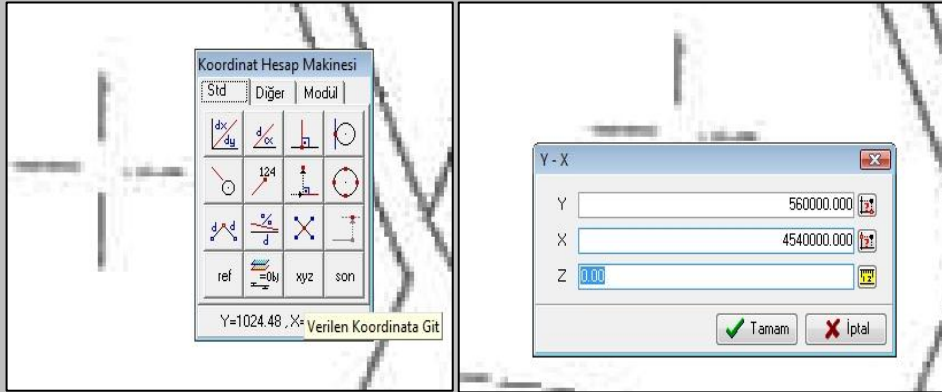 Koordinat Hesap Makinesi
Std Diğer Modül
dx/dy d/α
124
d d %/d
ref =Obj xyz son
Y=1024.48 , X=
Verilen Koordinata Git
Y - X
Y 560000.000
X 4540000.000
Z 0.00
Tamam İptal